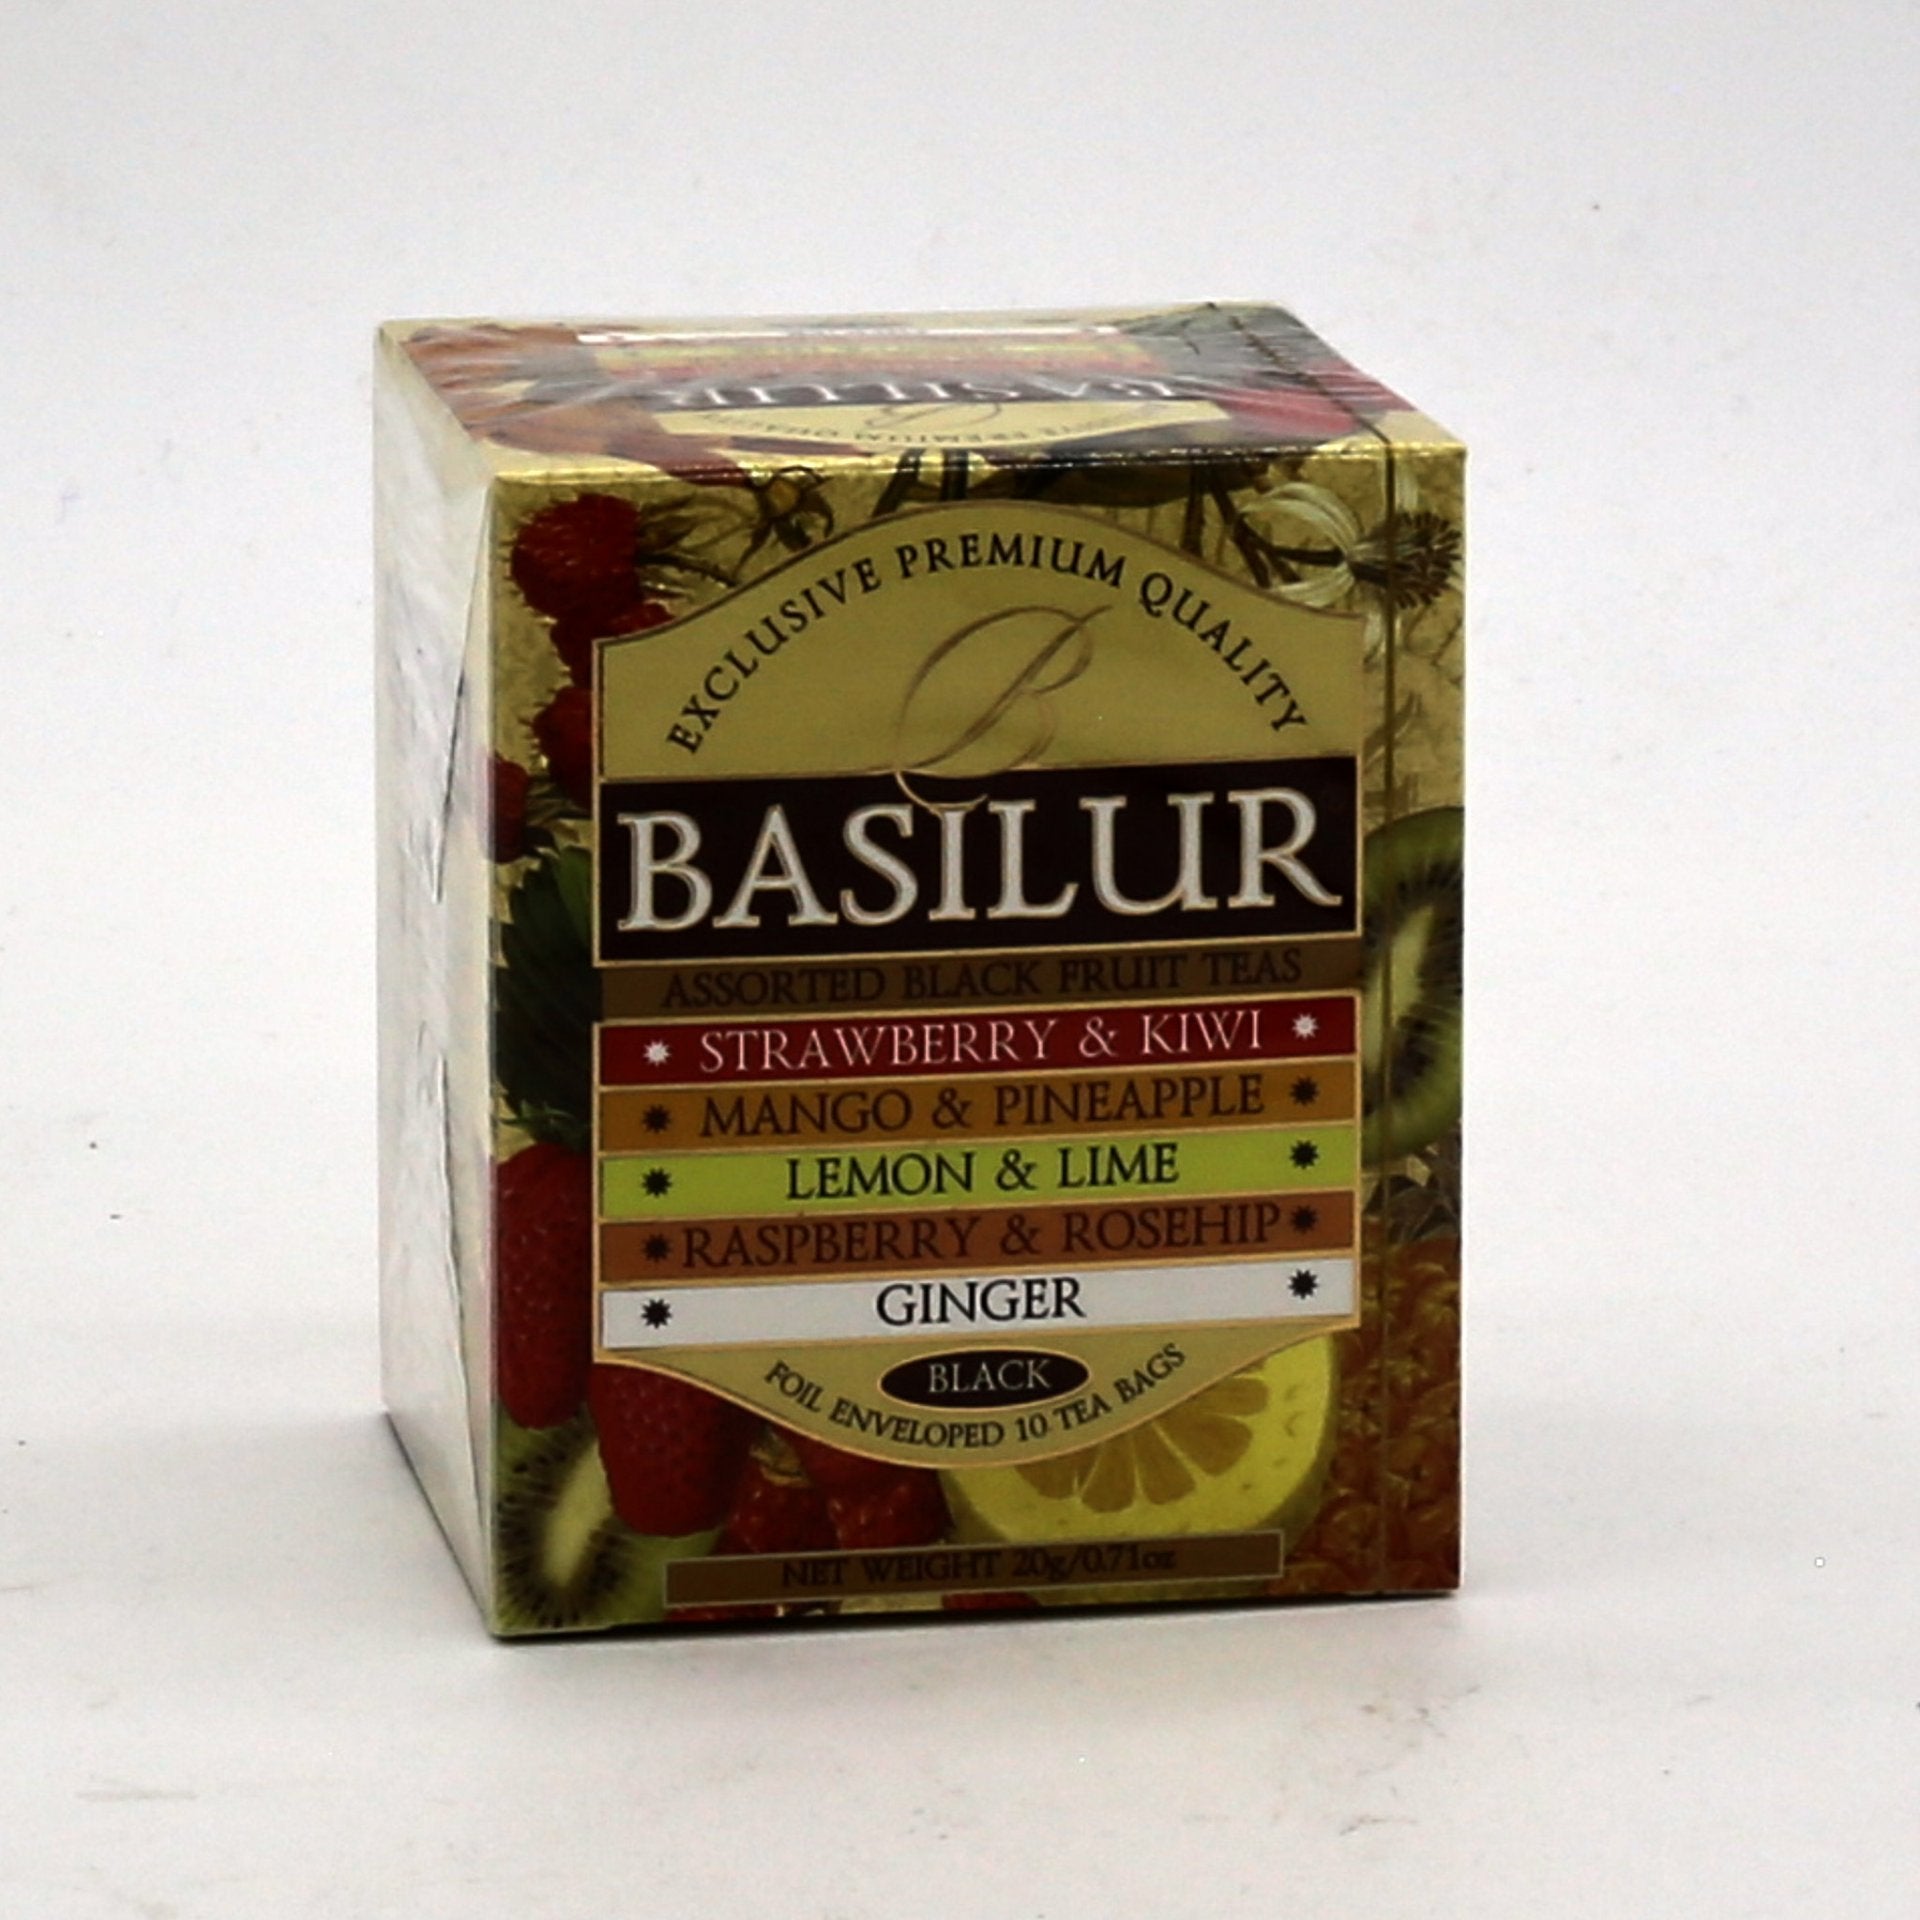 BASILUR
EXCLUSIVE PREMIUM QUALITY
B
BASILUR
ASSORTED BLACK FRUIT TEAS
STRAWBERRY & KIWI
MANGO & PINEAPPLE
LEMON & LIME
RASPBERRY & ROSEHIP
GINGER
BLACK
FOIL ENVELOPED 10 TEA BAGS
NET WEIGHT 20g/0.71oz